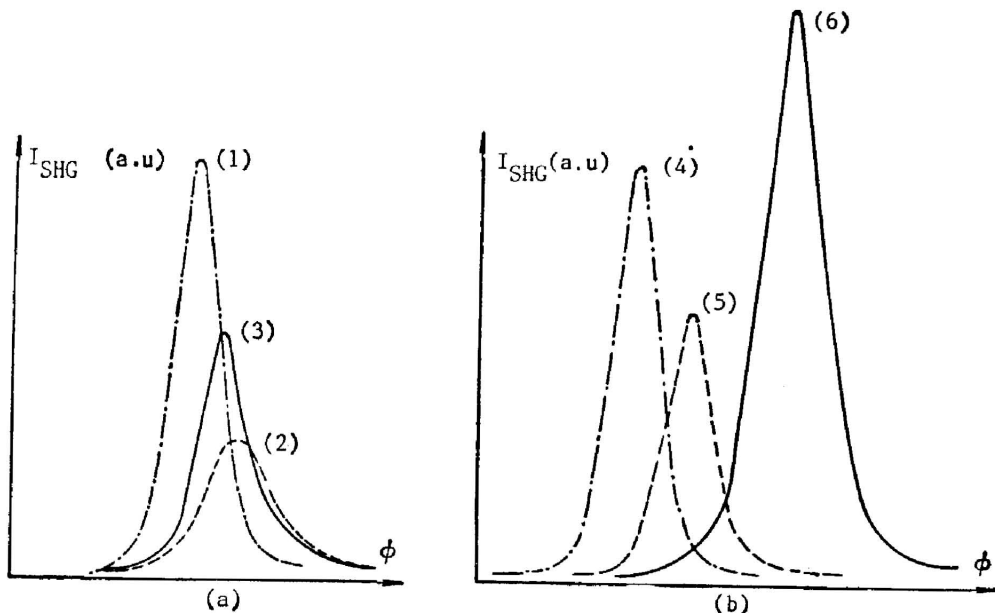 I_SHG (a.u)
(1)
(3)
(2)
ϕ
(a)
(6)
I_SHG(a.u)
(4)
(5)
ϕ
(b)